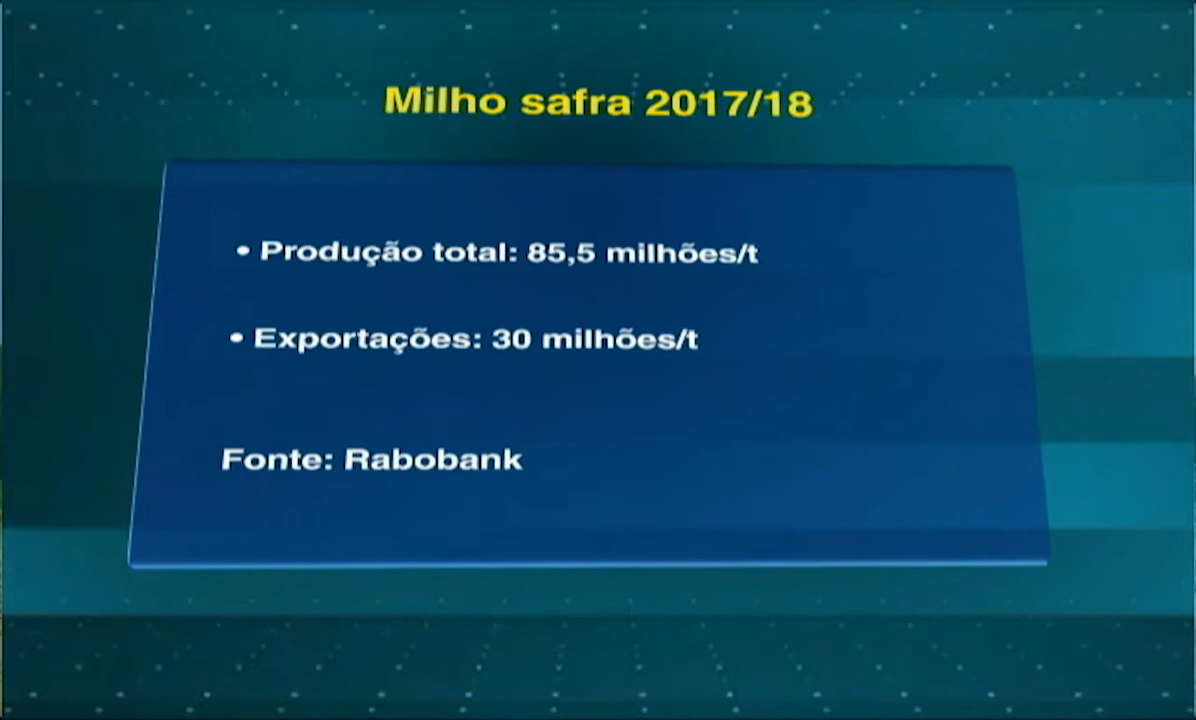 Milho safra 2017/18
• Produção total: 85,5 milhões/t
• Exportações: 30 milhões/t
Fonte: Rabobank